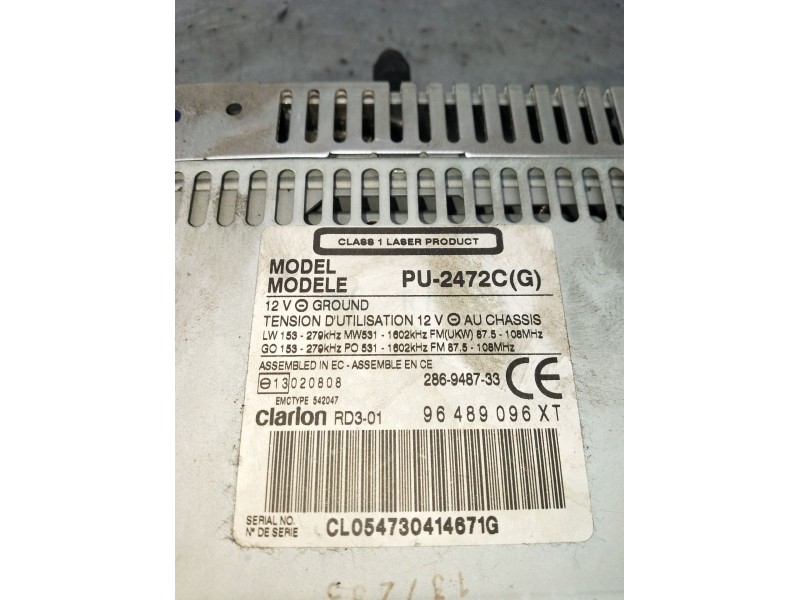 CLASS 1 LASER PRODUCT
MODEL
MODELE PU-2472C(G)
12 V ⊖ GROUND
TENSION D'UTILISATION 12 V ⊖ AU CHASSIS
LW 153 - 279kHz MW531 - 1602kHz FM(UKW) 87.5 - 108MHz
GO 153 - 279kHz PO 531 - 1602kHz FM 87.5 - 108MHz
ASSEMBLED IN EC - ASSEMBLE EN CE
13 020808 286-9487-33 CE
EMCTYPE 542047
clarion RD3-01 96 489 096 XT
SERIAL NO.
N° DE SERIE CL054730414671G